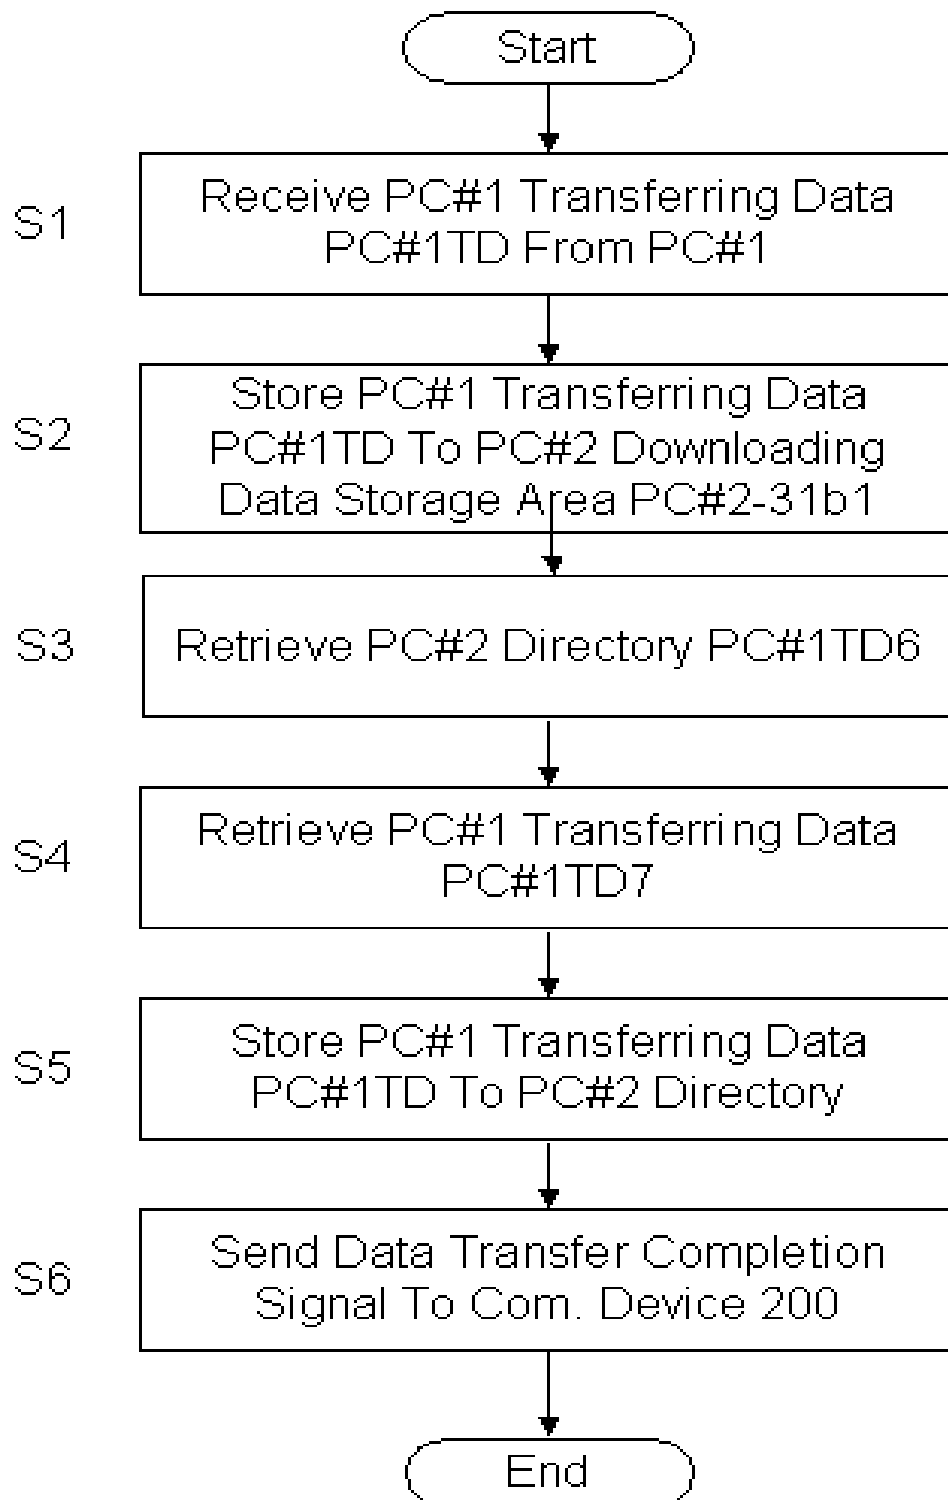 Start
S1
Receive PC#1 Transferring Data
PC#1TD From PC#1
S2
Store PC#1 Transferring Data
PC#1TD To PC#2 Downloading
Data Storage Area PC#2-31b1
S3
Retrieve PC#2 Directory PC#1TD6
S4
Retrieve PC#1 Transferring Data
PC#1TD7
S5
Store PC#1 Transferring Data
PC#1TD To PC#2 Directory
S6
Send Data Transfer Completion
Signal To Com. Device 200
End